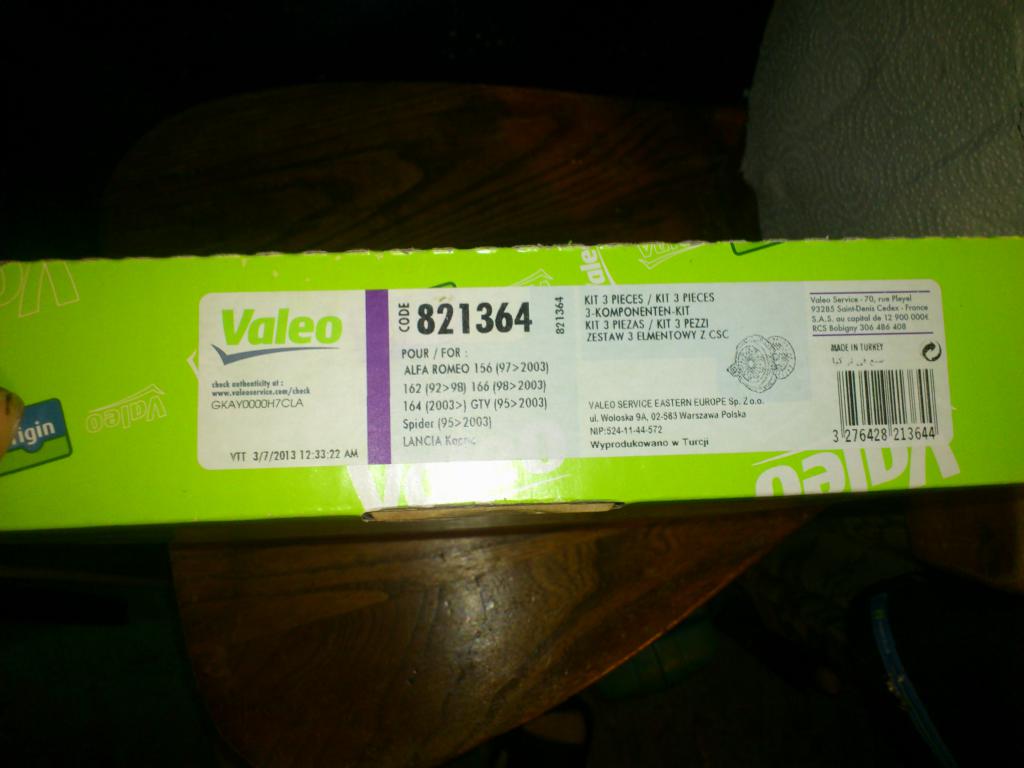 Valeo
check authenticity at :
www.valeoservice.com/check
GKAY0000H7CLA
YTT 3/7/2013 12:33:22 AM
CODE 821364
821364
POUR / FOR :
ALFA ROMEO 156 (97>2003)
162 (92>98) 166 (98>2003)
164 (2003>) GTV (95>2003)
Spider (95>2003)
LANCIA
KIT 3 PIECES / KIT 3 PIECES
3-KOMPONENTEN-KIT
KIT 3 PIEZAS / KIT 3 PEZZI
ZESTAW 3 ELMENTOWY Z CSC
VALEO SERVICE EASTERN EUROPE Sp. Z o.o.
ul. Wołoska 9A, 02-583 Warszawa Polska
NIP:524-11-44-572
Wyprodukowano w Turcji
Valeo Service - 70, rue Pleyel
93285 Saint-Denis Cedex - France
S.A.S. au capital de 12 900 000€
RCS Bobigny 306 486 408
MADE IN TURKEY
3 276428 213644
Valeo
igin
Valeo